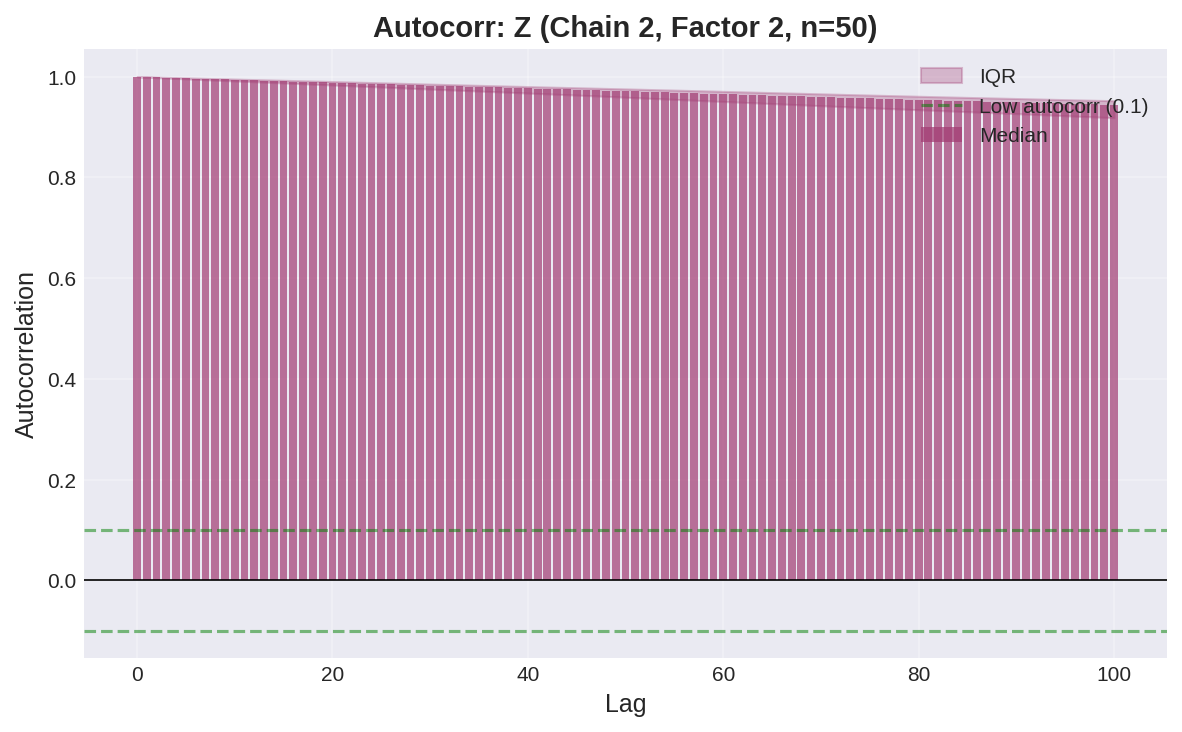 Autocorr: Z (Chain 2, Factor 2, n=50)
IQR
Low autocorr (0.1)
Median
Autocorrelation
1.0
0.8
0.6
0.4
0.2
0.0
0 20 40 60 80 100
Lag